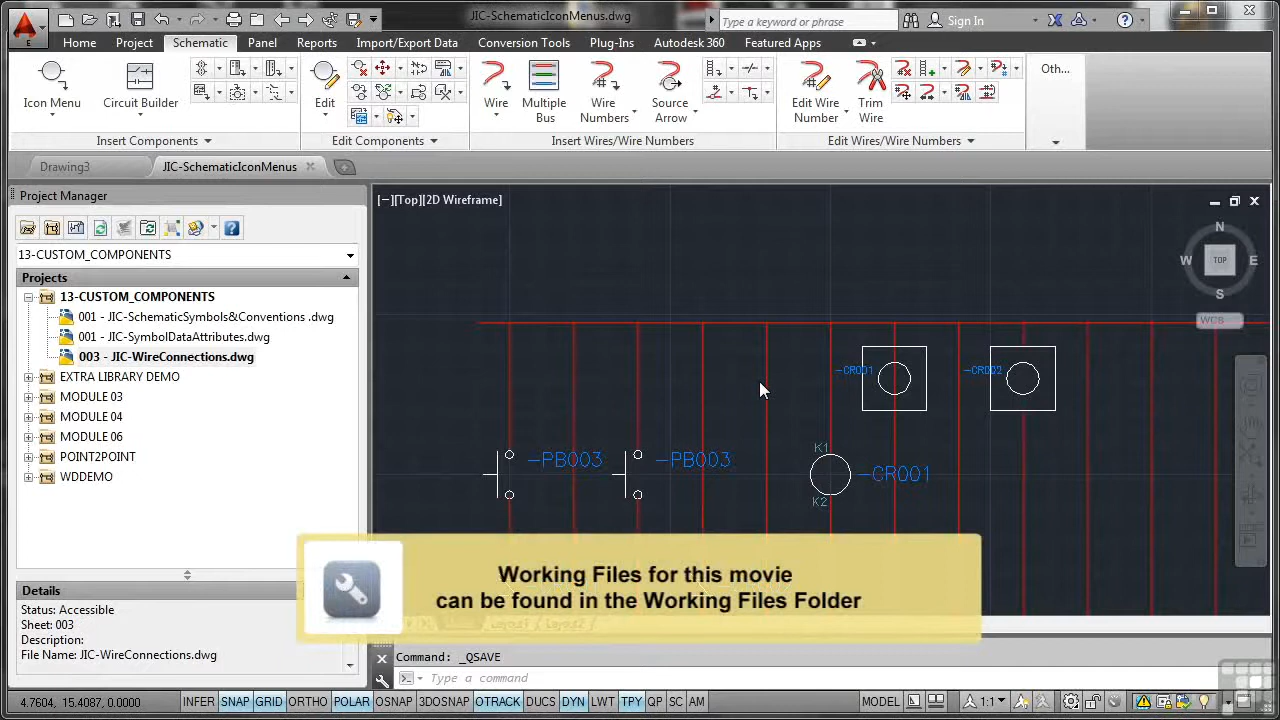 JIC-SchematicIconMenus.dwg
Type a keyword or phrase
Sign In
E
Home Project Schematic Panel Reports Import/Export Data Conversion Tools Plug-Ins Autodesk 360 Featured Apps
Icon Menu
Circuit Builder
Edit
Wire
Multiple Bus
Wire Numbers
Source Arrow
Edit Wire Number
Trim Wire
Oth...
Insert Components
Edit Components
Insert Wires/Wire Numbers
Edit Wires/Wire Numbers
Drawing3
JIC-SchematicIconMenus
Project Manager
13-CUSTOM_COMPONENTS
Projects
13-CUSTOM_COMPONENTS
001 - JIC-SchematicSymbols&Conventions .dwg
001 - JIC-SymbolDataAttributes.dwg
003 - JIC-WireConnections.dwg
EXTRA LIBRARY DEMO
MODULE 03
MODULE 04
MODULE 06
POINT2POINT
WDDEMO
Details
Status: Accessible
Sheet: 003
Description:
File Name: JIC-WireConnections.dwg
[−][Top][2D Wireframe]
N
W TOP E
S
WCS
-CR001
-CR002
-PB003
-PB003
K1
-CR001
K2
Working Files for this movie
can be found in the Working Files Folder
Layout1 / Layout2 /
Command: _QSAVE
Type a command
4.7604, 15.4087, 0.0000
INFER SNAP GRID ORTHO POLAR OSNAP 3DOSNAP OTRACK DUCS DYN LWT TPY QP SC AM
MODEL
1:1